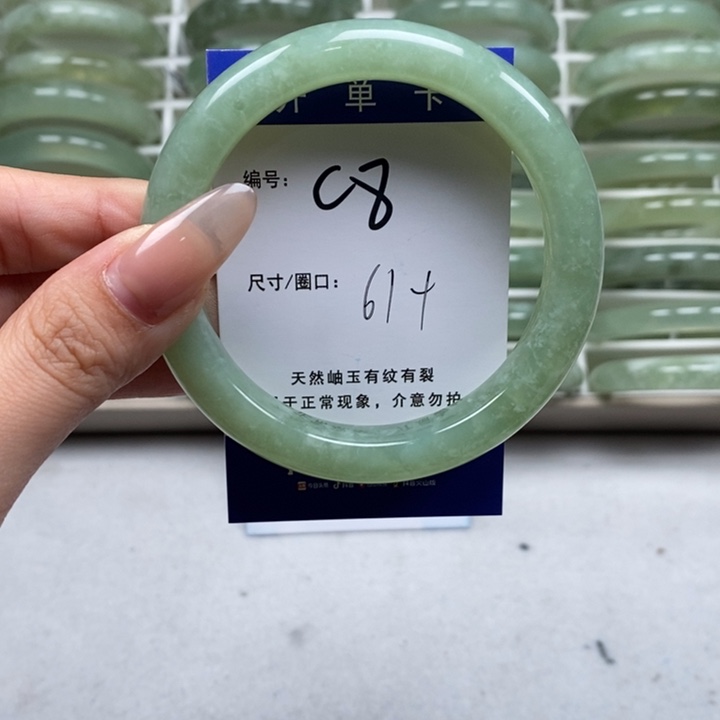 单卡
编号: C8
尺寸/圈口: 614
天然岫玉有纹有裂
于正常现象，介意勿拍